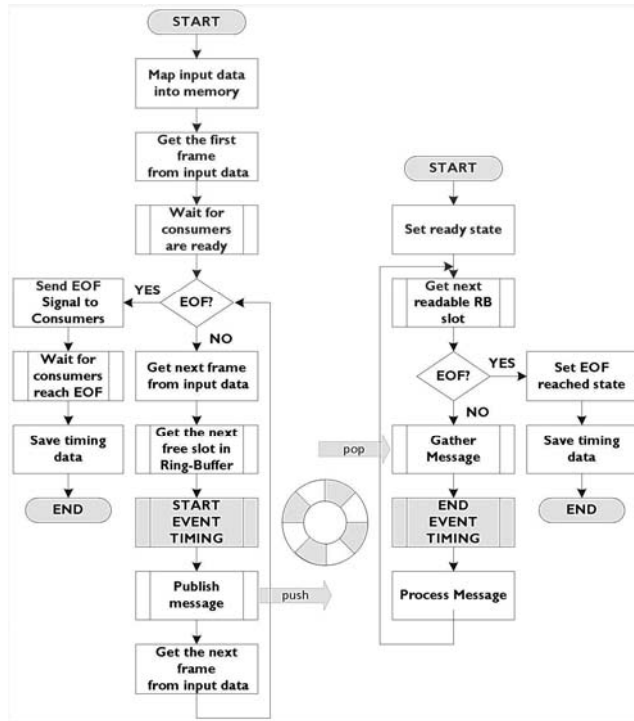 START
Map input data
into memory
Get the first
frame
from input data
Wait for
consumers
are ready
EOF?
YES
NO
Send EOF
Signal to
Consumers
Wait for
consumers
reach EOF
Save timing
data
END
Get next frame
from input data
Get the next
free slot in
Ring-Buffer
START
EVENT
TIMING
Publish
message
push
Get the next
frame
from input data
START
Set ready state
Get next
readable RB
slot
EOF?
YES
NO
Set EOF
reached state
Save timing
data
END
pop
Gather
Message
END
EVENT
TIMING
Process Message